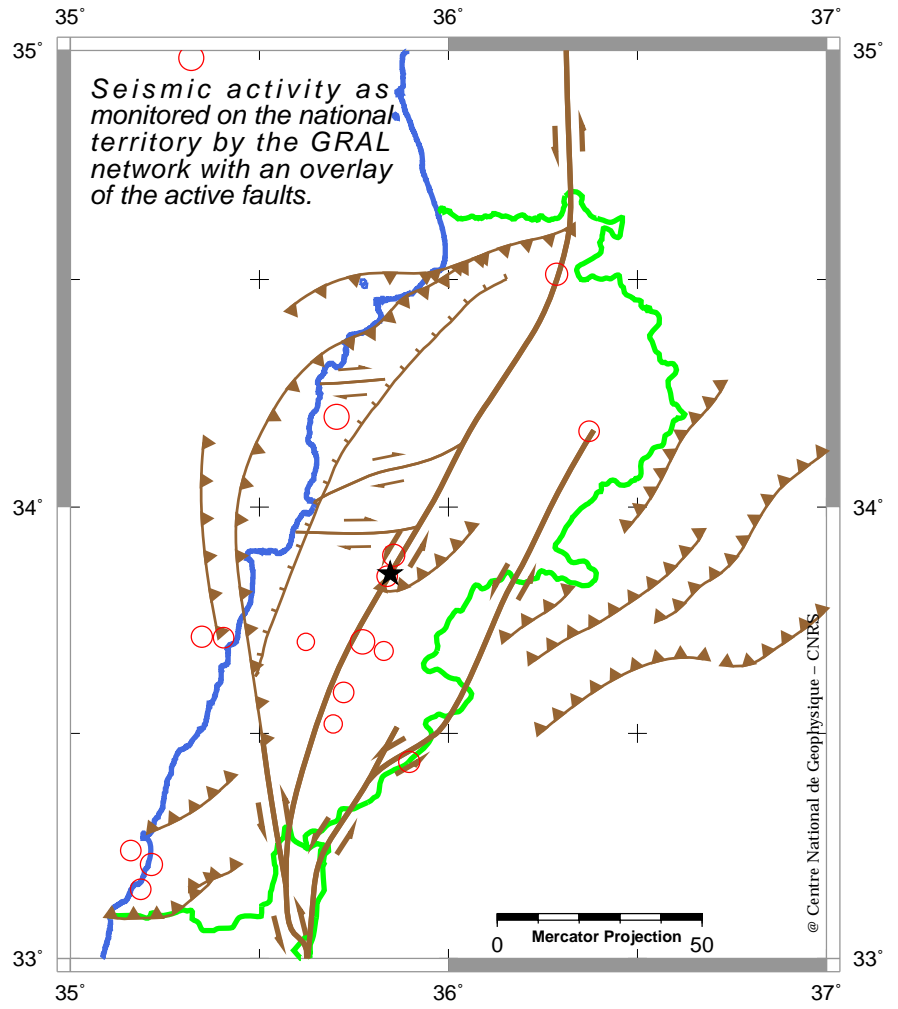 35˚ 36˚ 37˚
35˚ 35˚
Seismic activity as
monitored on the national
territory by the GRAL
network with an overlay
of the active faults.
34˚ 34˚
@ Centre National de Geophysique – CNRS
Mercator Projection
0 50
33˚ 33˚
35˚ 36˚ 37˚